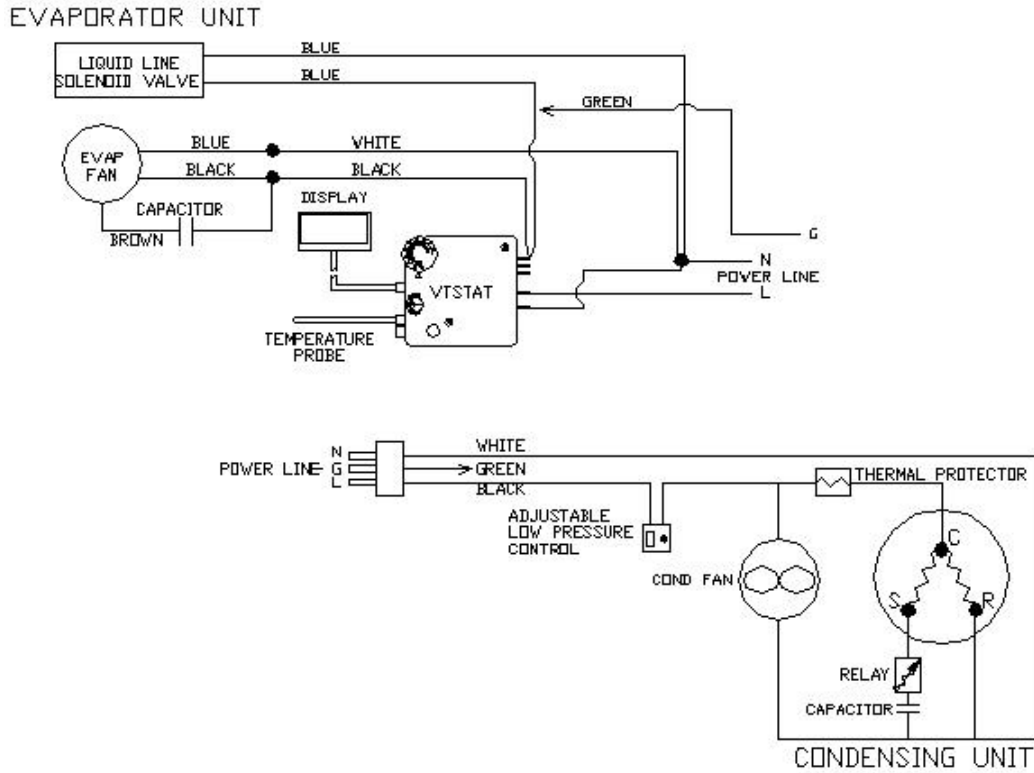 EVAPORATOR UNIT
BLUE
LIQUID LINE
SOLENOID VALVE
BLUE
GREEN
BLUE
WHITE
EVAP
FAN
BLACK
BLACK
CAPACITOR
DISPLAY
BROWN
G
N
POWER LINE
L
VTSTAT
TEMPERATURE
PROBE
N
WHITE
POWER LINE
G
GREEN
L
BLACK
THERMAL PROTECTOR
ADJUSTABLE
LOW PRESSURE
CONTROL
C
COND FAN
S
R
RELAY
CAPACITOR
CONDENSING UNIT